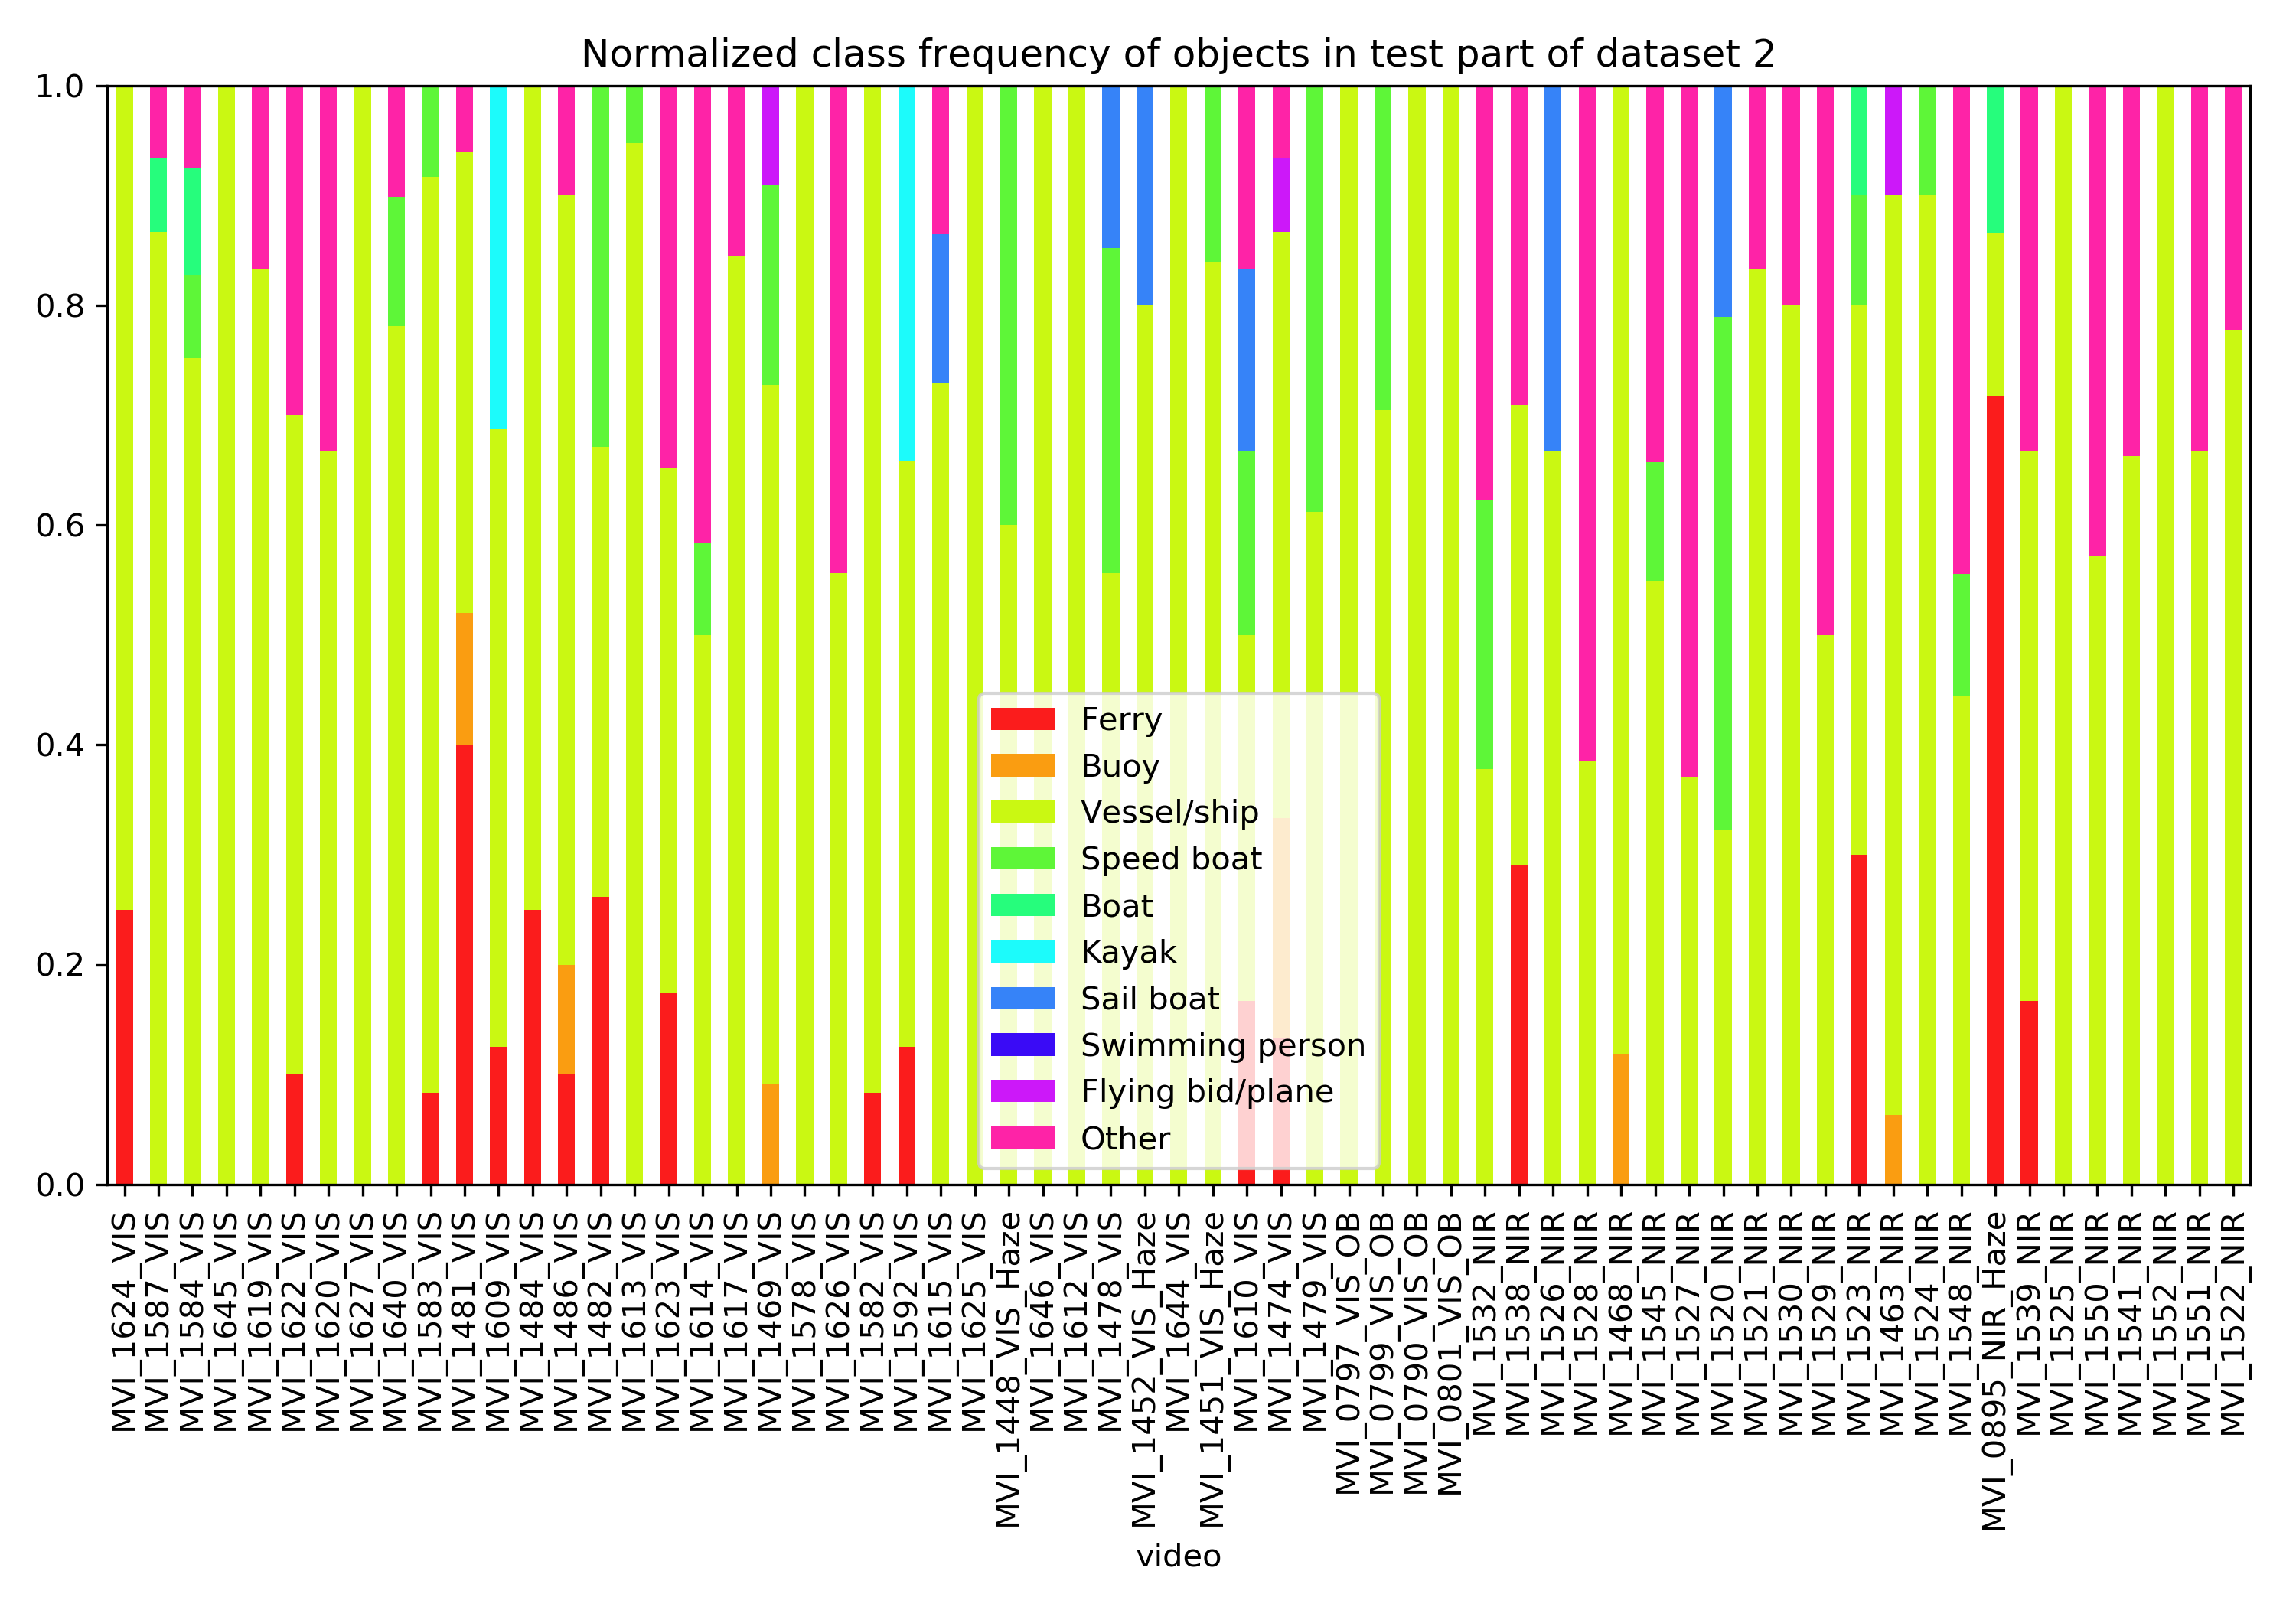 Normalized class frequency of objects in test part of dataset 2
1.0
0.8
0.6
0.4
0.2
0.0
Ferry
Buoy
Vessel/ship
Speed boat
Boat
Kayak
Sail boat
Swimming person
Flying bid/plane
Other
MVI_1624_VIS
MVI_1587_VIS
MVI_1584_VIS
MVI_1645_VIS
MVI_1619_VIS
MVI_1622_VIS
MVI_1620_VIS
MVI_1627_VIS
MVI_1640_VIS
MVI_1583_VIS
MVI_1481_VIS
MVI_1609_VIS
MVI_1484_VIS
MVI_1486_VIS
MVI_1482_VIS
MVI_1613_VIS
MVI_1623_VIS
MVI_1614_VIS
MVI_1617_VIS
MVI_1469_VIS
MVI_1578_VIS
MVI_1626_VIS
MVI_1582_VIS
MVI_1592_VIS
MVI_1615_VIS
MVI_1625_VIS
MVI_1448_VIS_Haze
MVI_1646_VIS
MVI_1612_VIS
MVI_1478_VIS
MVI_1452_VIS_Haze
MVI_1644_VIS
MVI_1451_VIS_Haze
MVI_1610_VIS
MVI_1474_VIS
MVI_1479_VIS
MVI_0797_VIS_OB
MVI_0799_VIS_OB
MVI_0790_VIS_OB
MVI_0801_VIS_OB
MVI_1532_NIR
MVI_1538_NIR
MVI_1526_NIR
MVI_1528_NIR
MVI_1468_NIR
MVI_1545_NIR
MVI_1527_NIR
MVI_1520_NIR
MVI_1521_NIR
MVI_1530_NIR
MVI_1529_NIR
MVI_1523_NIR
MVI_1463_NIR
MVI_1524_NIR
MVI_1548_NIR
MVI_0895_NIR_Haze
MVI_1539_NIR
MVI_1525_NIR
MVI_1550_NIR
MVI_1541_NIR
MVI_1552_NIR
MVI_1551_NIR
MVI_1522_NIR
video